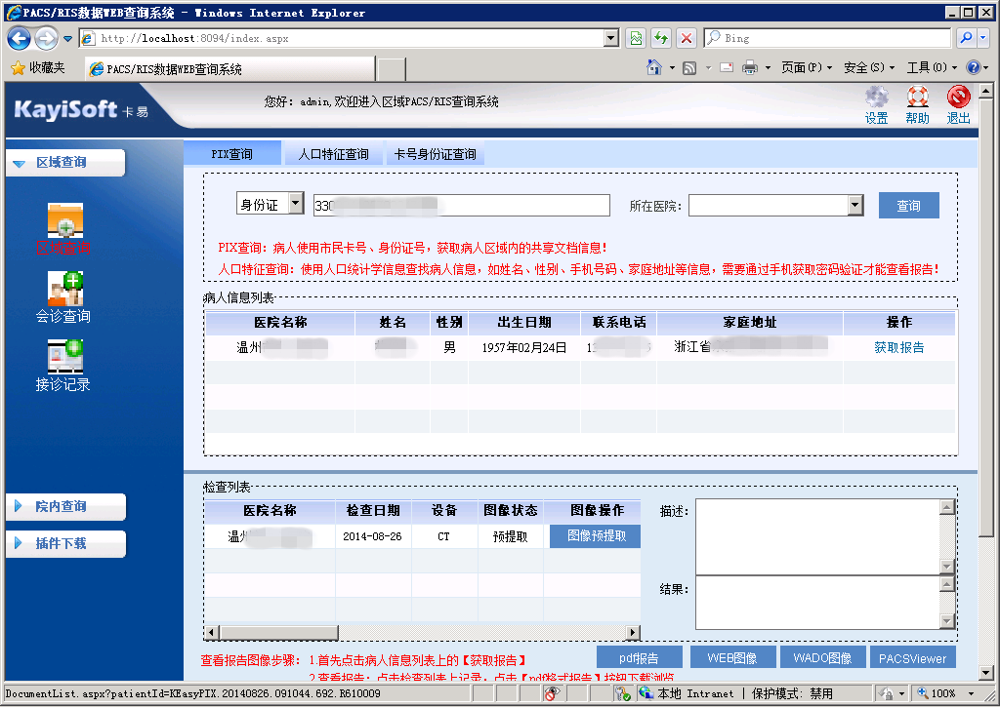 PACS/RIS数据WEB查询系统 - Windows Internet Explorer
http://localhost:8094/index.aspx
Bing
收藏夹
PACS/RIS数据WEB查询系统
页面(P) 安全(S) 工具(O)
KayiSoft 卡易
您好: admin,欢迎进入区域PACS/RIS查询系统
设置 帮助 退出
区域查询
会诊查询
接诊记录
院内查询
插件下载
PIX查询 人口特征查询 卡号身份证查询
身份证 330 所在医院: 查询
PIX查询: 病人使用市民卡号、身份证号, 获取病人区域内的共享文档信息!
人口特征查询: 使用人口统计学信息查找病人信息, 如姓名、性别、手机号码、家庭地址等信息, 需要通过手机获取密码验证才能查看报告!
病人信息列表
医院名称 姓名 性别 出生日期 联系电话 家庭地址 操作
温州 男 1957年02月24日 1 浙江省 获取报告
检查列表
医院名称 检查日期 设备 图像状态 图像操作
温州 2014-08-26 CT 预提取 图像预提取
描述:
结果:
查看报告图像步骤: 1.首先点击病人信息列表上的【获取报告】
2.查看报告: 点击检查列表上记录, 点击【pdf格式报告】按钮下载浏览
pdf报告 WEB图像 WADO图像 PACSViewer
DocumentList.aspx?patientId=KEasyPIX.20140826.091044.692.R610009
本地 Intranet | 保护模式: 禁用
100%